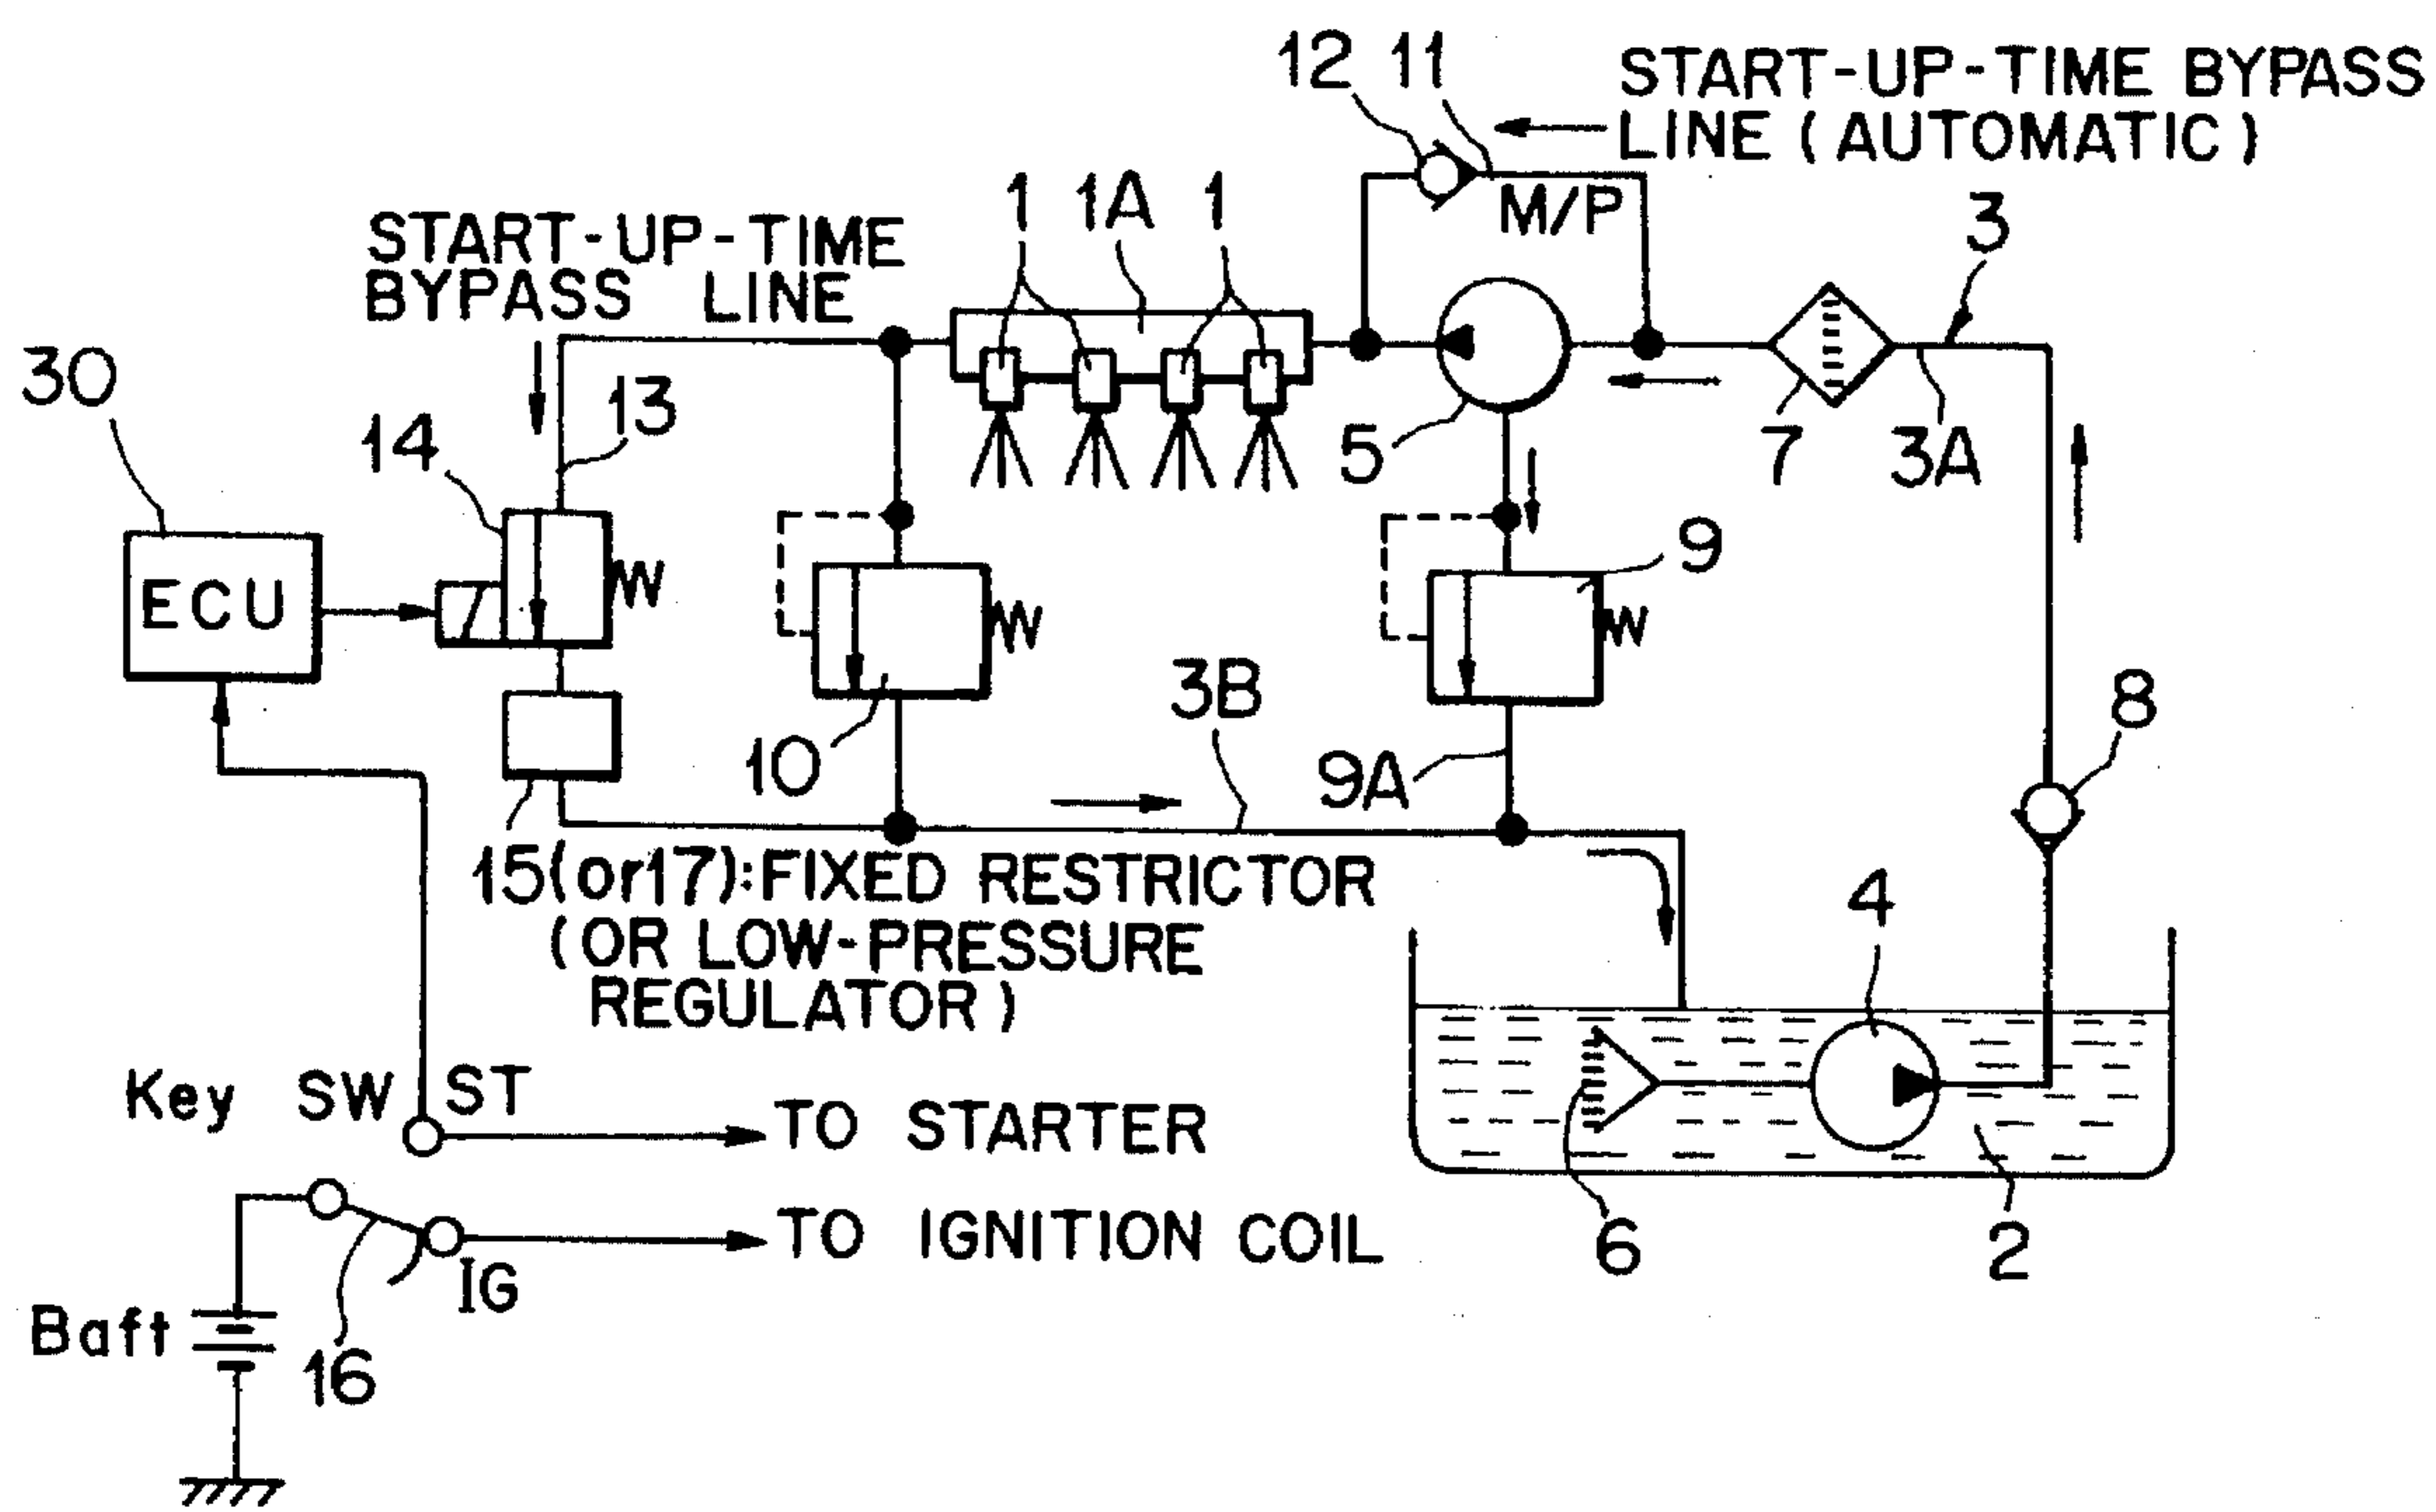 12 11 START-UP-TIME BYPASS
LINE (AUTOMATIC)
1 1A 1 M/P 3
START-UP-TIME
BYPASS LINE
30
14 13 5 7 3A
ECU
9
3B
8
10 9A
15(or17):FIXED RESTRICTOR
(OR LOW-PRESSURE
REGULATOR)
4
Key SW ST
TO STARTER
TO IGNITION COIL
IG
6 2
Baft
16